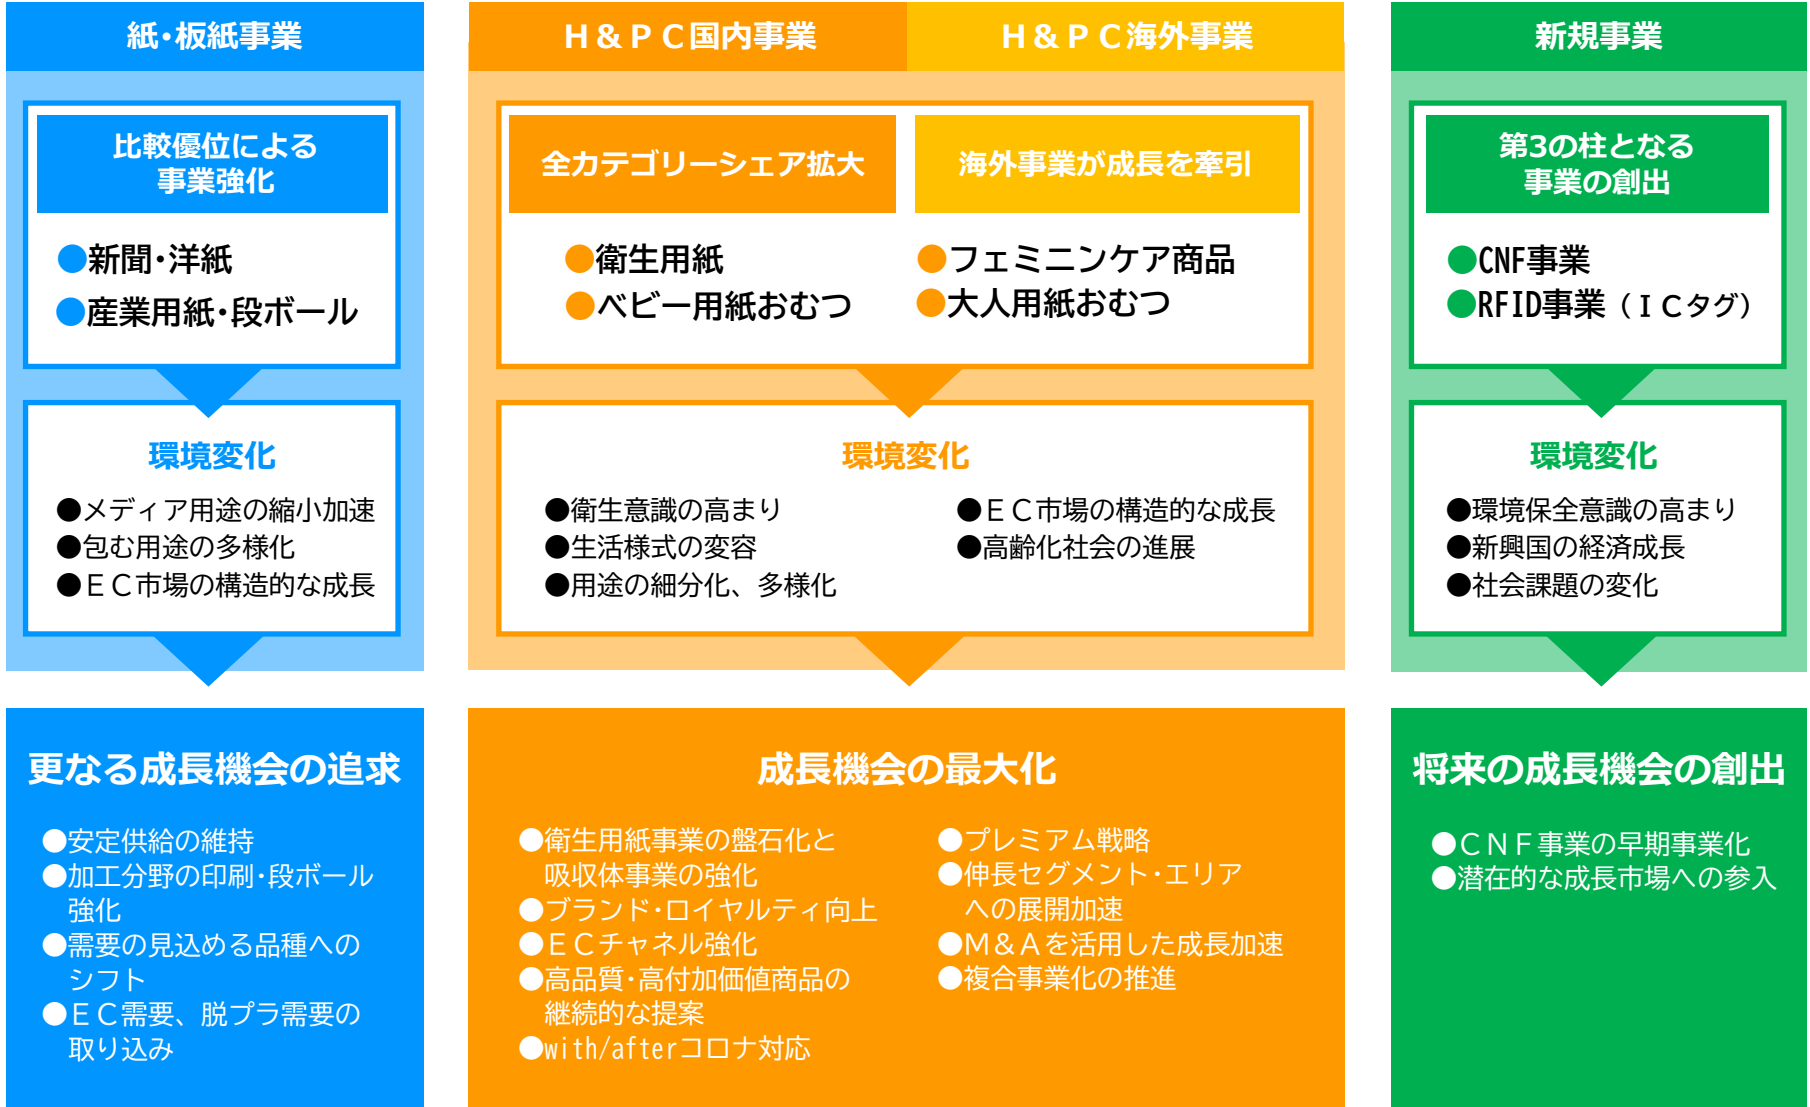 紙･板紙事業
比較優位による
事業強化
●新聞･洋紙
●産業用紙･段ボール
環境変化
●メディア用途の縮小加速
●包む用途の多様化
●ＥＣ市場の構造的な成長
更なる成長機会の追求
●安定供給の維持
●加工分野の印刷･段ボール
強化
●需要の見込める品種への
シフト
●ＥＣ需要、脱プラ需要の
取り込み
Ｈ＆ＰＣ国内事業
Ｈ＆ＰＣ海外事業
全カテゴリーシェア拡大
海外事業が成長を牽引
●衛生用紙
●ベビー用紙おむつ
●フェミニンケア商品
●大人用紙おむつ
環境変化
●衛生意識の高まり
●生活様式の変容
●用途の細分化、多様化
●ＥＣ市場の構造的な成長
●高齢化社会の進展
成長機会の最大化
●衛生用紙事業の盤石化と
吸収体事業の強化
●ブランド･ロイヤルティ向上
●ＥＣチャネル強化
●高品質･高付加価値商品の
継続的な提案
●with/afterコロナ対応
●プレミアム戦略
●伸長セグメント･エリア
への展開加速
●Ｍ＆Ａを活用した成長加速
●複合事業化の推進
新規事業
第3の柱となる
事業の創出
●CNF事業
●RFID事業（ＩＣタグ）
環境変化
●環境保全意識の高まり
●新興国の経済成長
●社会課題の変化
将来の成長機会の創出
●ＣＮＦ事業の早期事業化
●潜在的な成長市場への参入